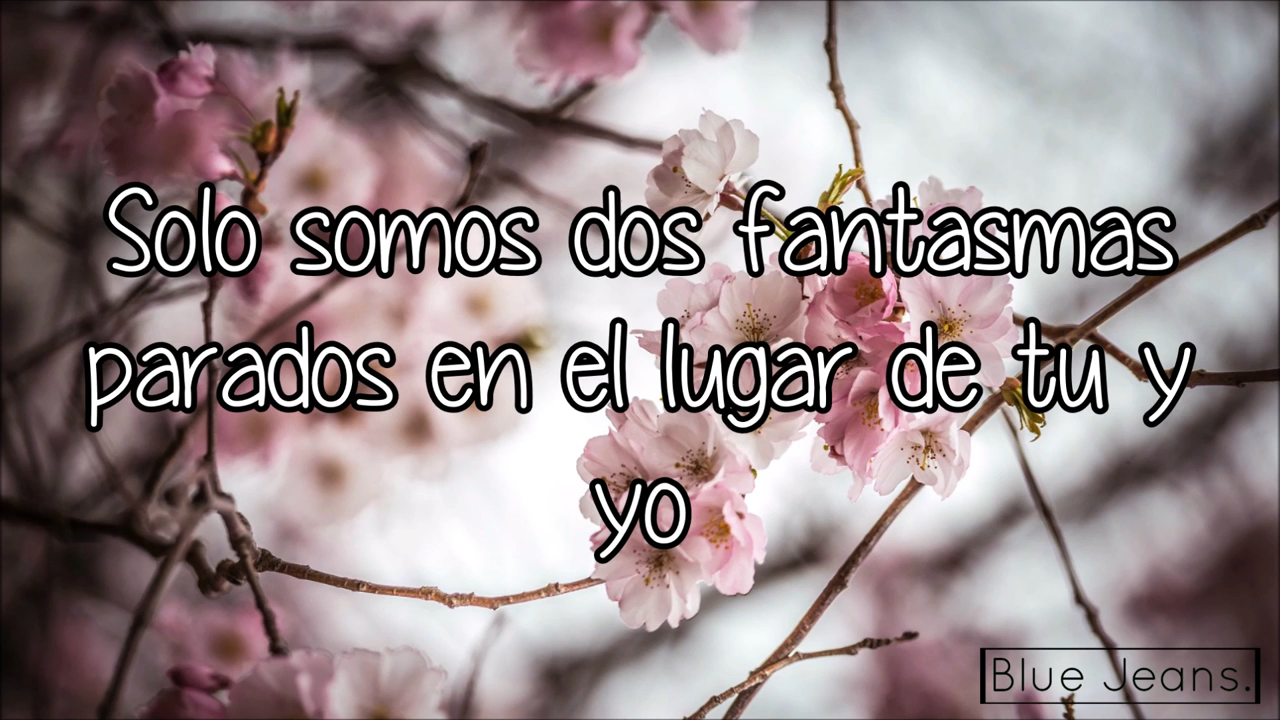 Solo somos dos fantasmas
parados en el lugar de tu y
yo
Blue Jeans.